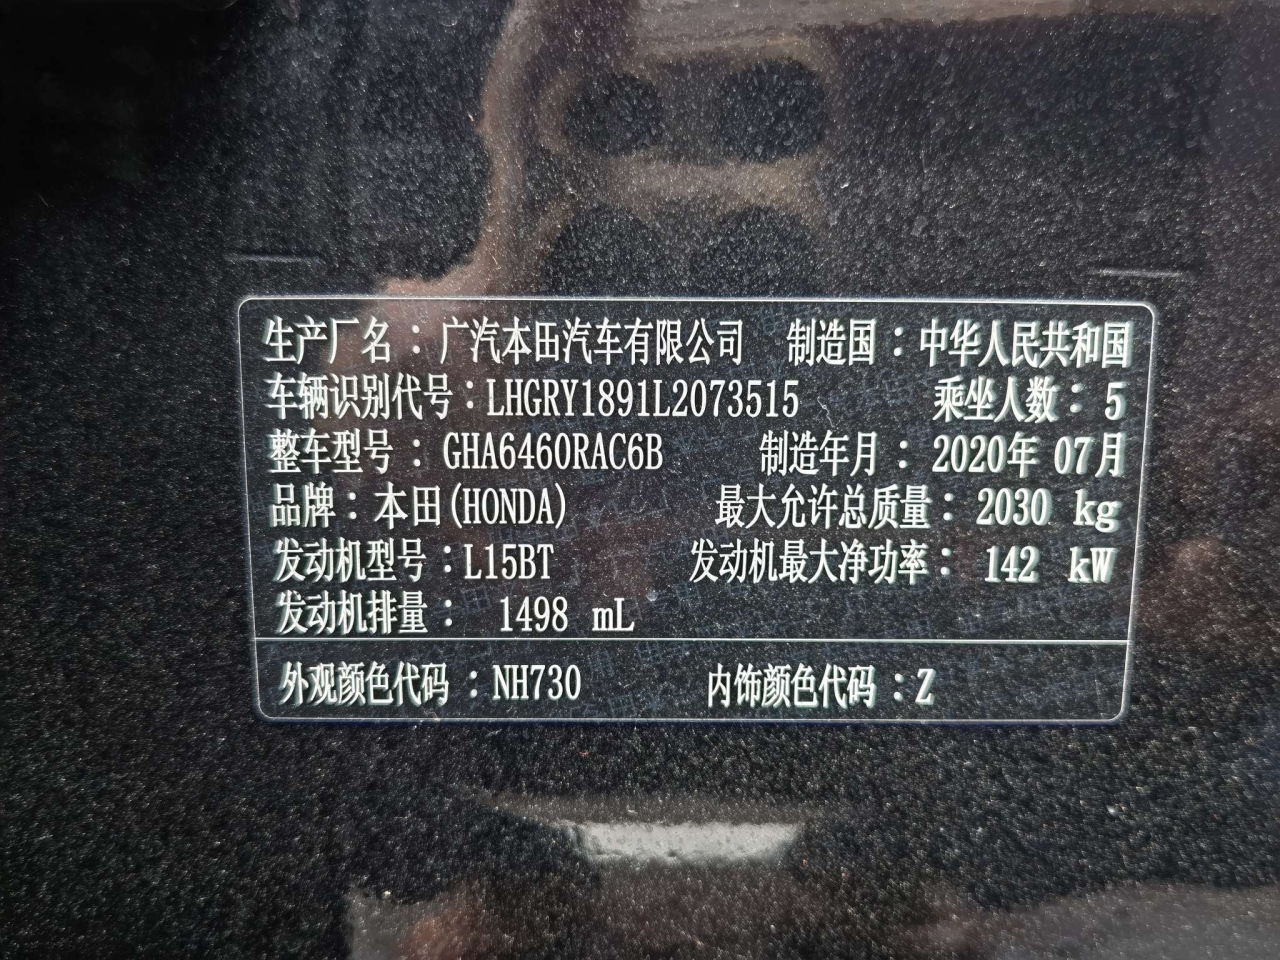 生产厂名：广汽本田汽车有限公司 制造国：中华人民共和国
车辆识别代号：LHGRY1891L2073515 乘坐人数：5
整车型号：GHA6460RAC6B 制造年月：2020年07月
品牌：本田(HONDA) 最大允许总质量：2030 kg
发动机型号：L15BT 发动机最大净功率：142 kW
发动机排量：1498 mL
外观颜色代码：NH730 内饰颜色代码：Z